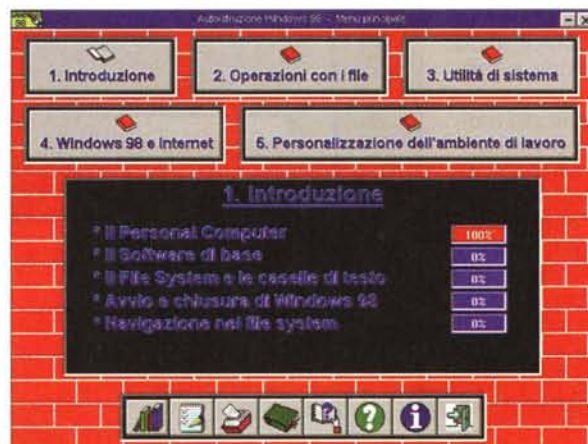 Autoistruzione Windows 98 - Menu principale
1. Introduzione
2. Operazioni con i file
3. Utilità di sistema
4. Windows 98 e Internet
5. Personalizzazione dell'ambiente di lavoro
1. Introduzione
* Il Personal Computer 100%
* Il Software di base 0%
* Il File System e le caselle di testo 0%
* Avvio e chiusura di Windows 98 0%
* Navigazione nel file system 0%